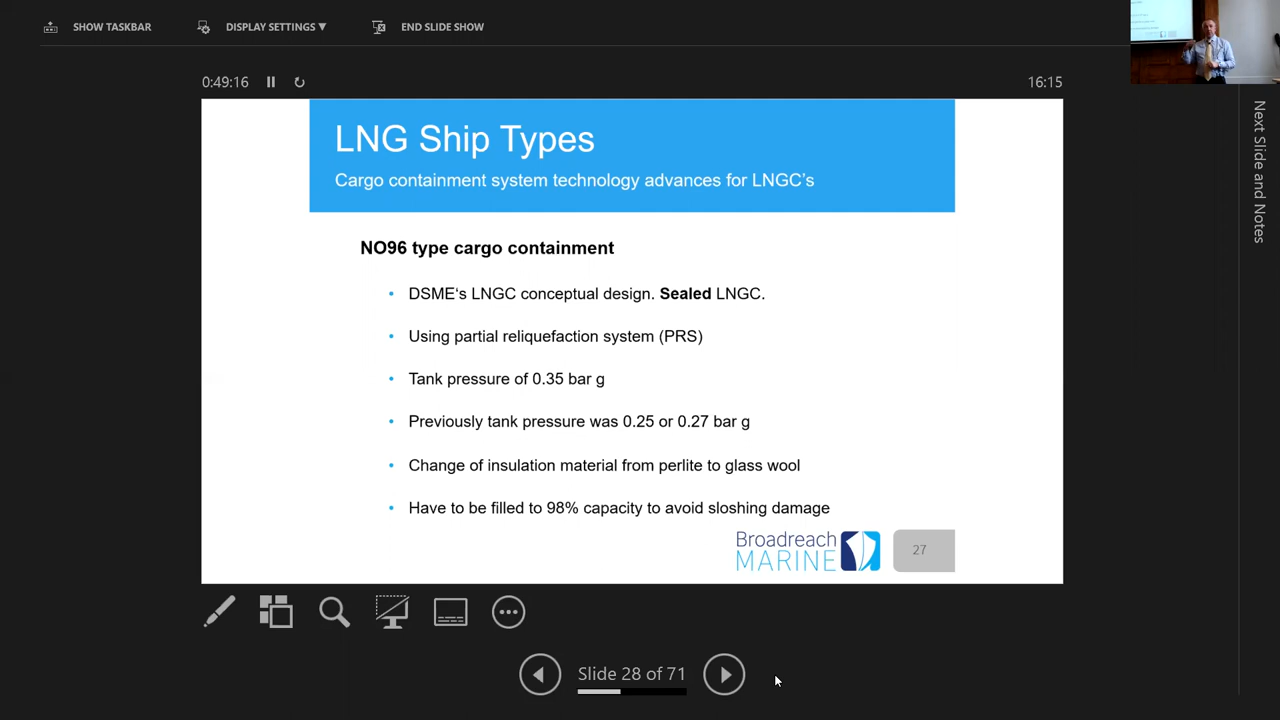 SHOW TASKBAR
DISPLAY SETTINGS ▼
END SLIDE SHOW
0:49:16
16:15
LNG Ship Types
Cargo containment system technology advances for LNGC’s
NO96 type cargo containment
• DSME‘s LNGC conceptual design. Sealed LNGC.
• Using partial reliquefaction system (PRS)
• Tank pressure of 0.35 bar g
• Previously tank pressure was 0.25 or 0.27 bar g
• Change of insulation material from perlite to glass wool
• Have to be filled to 98% capacity to avoid sloshing damage
Broadreach
MARINE
27
Slide 28 of 71
Next Slide and Notes